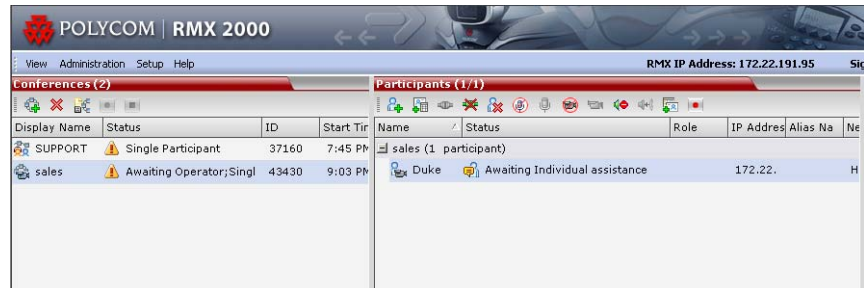 POLYCOM | RMX 2000
View Administration Setup Help RMX IP Address: 172.22.191.95
Conferences (2)
Display Name Status ID Start Tir
SUPPORT Single Participant 37160 7:45 PM
sales Awaiting Operator;Singl 43430 9:03 PM
Participants (1/1)
Name Status Role IP Addres Alias Na Ne
sales (1 participant)
Duke Awaiting Individual assistance 172.22. H